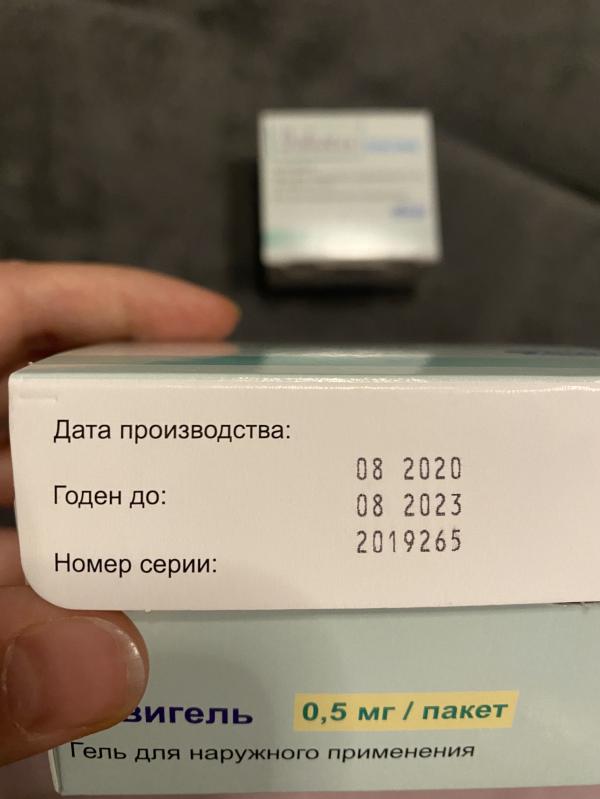 Дата производства:
08 2020
Годен до:
08 2023
2019265
Номер серии:
вигель 0,5 мг / пакет
Гель для наружного применения